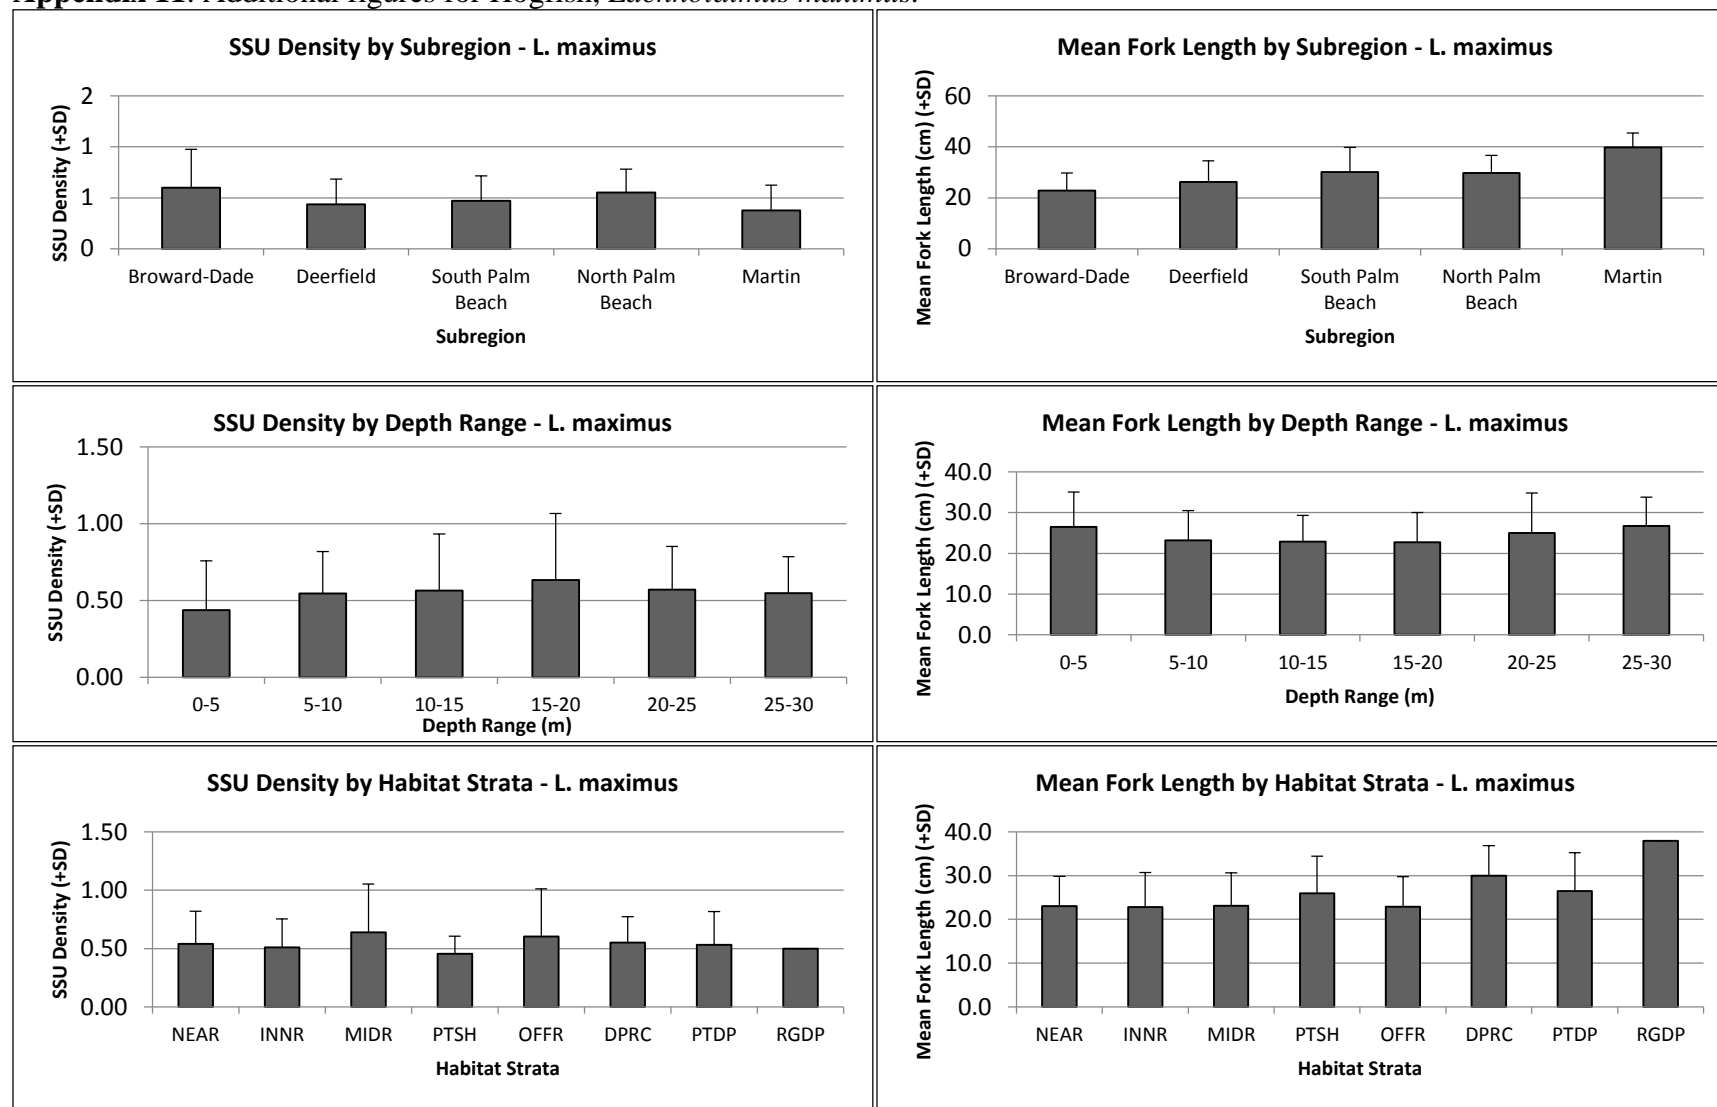 Appendix 11. Additional figures for Hogfish, Lachnolaimus maximus.
SSU Density by Subregion - L. maximus
SSU Density (+SD)
2
1
1
0
Broward-Dade Deerfield South Palm Beach North Palm Beach Martin
Subregion
Mean Fork Length by Subregion - L. maximus
Mean Fork Length (cm) (+SD)
60
40
20
0
Broward-Dade Deerfield South Palm Beach North Palm Beach Martin
Subregion
SSU Density by Depth Range - L. maximus
SSU Density (+SD)
1.50
1.00
0.50
0.00
0-5 5-10 10-15 15-20 20-25 25-30
Depth Range (m)
Mean Fork Length by Depth Range - L. maximus
Mean Fork Length (cm) (+SD)
40.0
30.0
20.0
10.0
0.0
0-5 5-10 10-15 15-20 20-25 25-30
Depth Range (m)
SSU Density by Habitat Strata - L. maximus
SSU Density (+SD)
1.50
1.00
0.50
0.00
NEAR INNR MIDR PTSH OFFR DPRC PTDP RGDP
Habitat Strata
Mean Fork Length by Habitat Strata - L. maximus
Mean Fork Length (cm) (+SD)
40.0
30.0
20.0
10.0
0.0
NEAR INNR MIDR PTSH OFFR DPRC PTDP RGDP
Habitat Strata